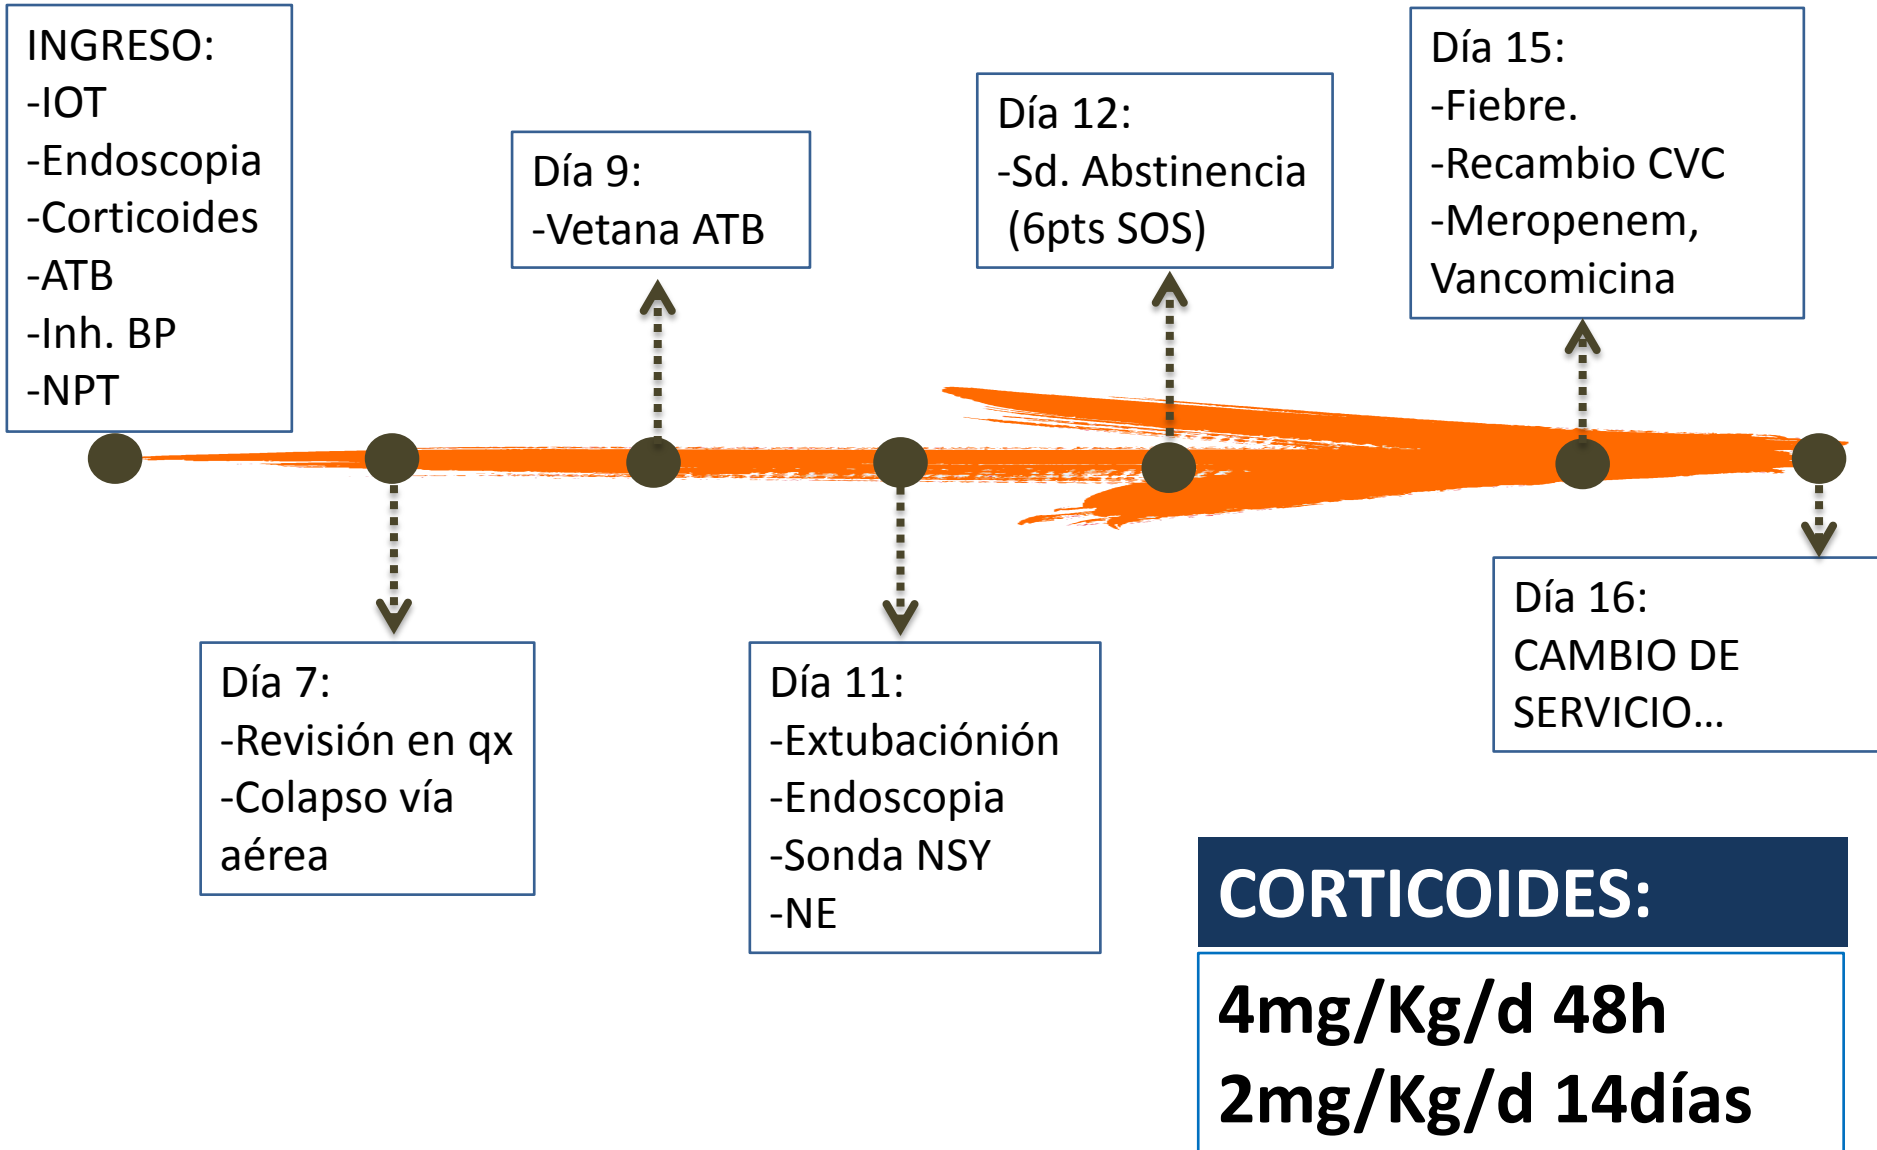 INGRESO:
-IOT
-Endoscopia
-Corticoides
-ATB
-Inh. BP
-NPT
Día 7:
-Revisión en qx
-Colapso vía
aérea
Día 9:
-Vetana ATB
Día 11:
-Extubaciónión
-Endoscopia
-Sonda NSY
-NE
Día 12:
-Sd. Abstinencia
(6pts SOS)
Día 15:
-Fiebre.
-Recambio CVC
-Meropenem,
Vancomicina
Día 16:
CAMBIO DE
SERVICIO...
CORTICOIDES:
4mg/Kg/d 48h
2mg/Kg/d 14días